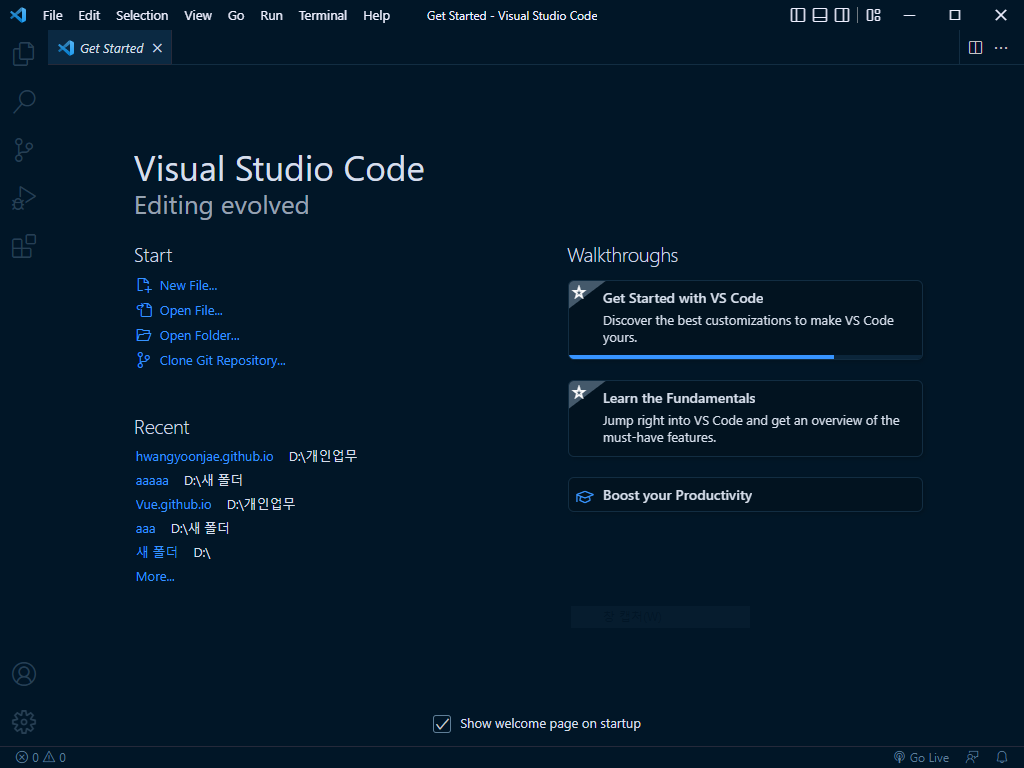 File Edit Selection View Go Run Terminal Help Get Started - Visual Studio Code
Get Started
Visual Studio Code
Editing evolved
Start
New File...
Open File...
Open Folder...
Clone Git Repository...
Recent
hwangyoonjae.github.io D:\개인업무
aaaaa D:\새 폴더
Vue.github.io D:\개인업무
aaa D:\새 폴더
새 폴더 D:\
More...
Walkthroughs
Get Started with VS Code
Discover the best customizations to make VS Code
yours.
Learn the Fundamentals
Jump right into VS Code and get an overview of the
must-have features.
Boost your Productivity
Show welcome page on startup
0 0 Go Live